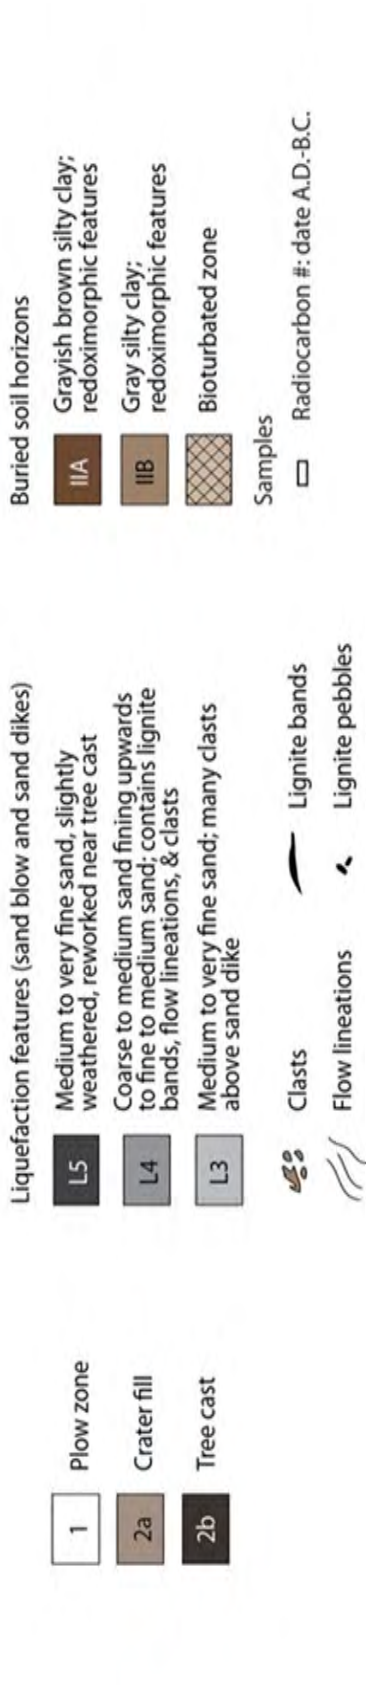 1
Plow zone
2a
Crater fill
2b
Tree cast
Liquefaction features (sand blow and sand dikes)
L5
Medium to very fine sand, slightly
weathered, reworked near tree cast
L4
Coarse to medium sand fining upwards
to fine to medium sand; contains lignite
bands, flow lineations, & clasts
L3
Medium to very fine sand; many clasts
above sand dike
Clasts
Lignite bands
Flow lineations
Lignite pebbles
Buried soil horizons
IIA
Grayish brown silty clay;
redoximorphic features
IIB
Gray silty clay;
redoximorphic features
Bioturbated zone
Samples
Radiocarbon #: date A.D.-B.C.